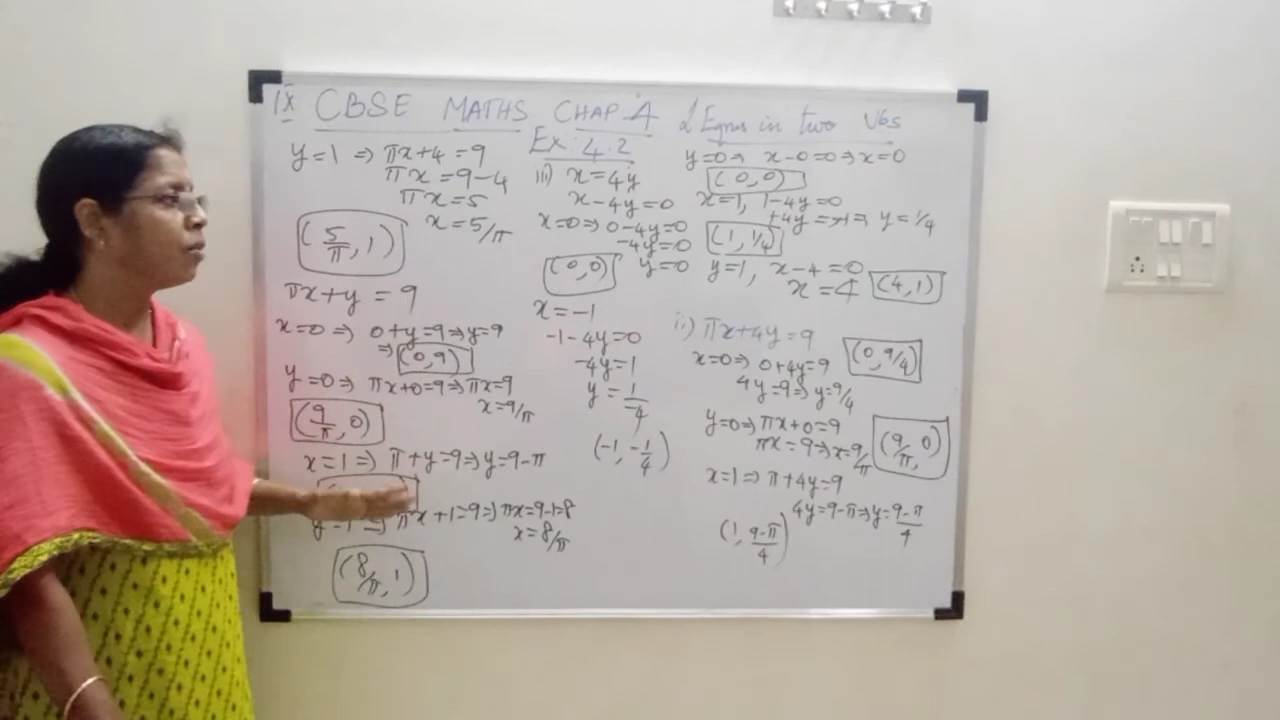 IX CBSE MATHS CHAP 4 L Eqns in two Vbs
Ex. 4.2
y=1 ⇒ πx+4=9
πx=9-4
πx=5
x=5/π
(5/π, 1)
πx+y=9
x=0 ⇒ 0+y=9 ⇒ y=9
⇒ (0,9)
y=0 ⇒ πx+0=9 ⇒ πx=9
x=9/π
(9/π, 0)
x=1 ⇒ π+y=9 ⇒ y=9-π
y=1 ⇒ πx+1=9 ⇒ πx=9-1=8
x=8/π
(8/π, 1)
iii) x=4y
x-4y=0
x=0 ⇒ 0-4y=0
-4y=0
y=0
(0,0)
x=-1
-1-4y=0
-4y=1
y=1/-4
(-1, -1/4)
y=0 ⇒ x-0=0 ⇒ x=0
(0,0)
x=1, 1-4y=0
+4y=+1 ⇒ y=1/4
(1, 1/4)
y=1, x-4=0
x=4 (4,1)
ii) πx+4y=9
x=0 ⇒ 0+4y=9
4y=9 ⇒ y=9/4
(0, 9/4)
y=0 ⇒ πx+0=9
πx=9 ⇒ x=9/π
(9/π, 0)
x=1 ⇒ π+4y=9
4y=9-π ⇒ y=9-π/4
(1, 9-π/4)